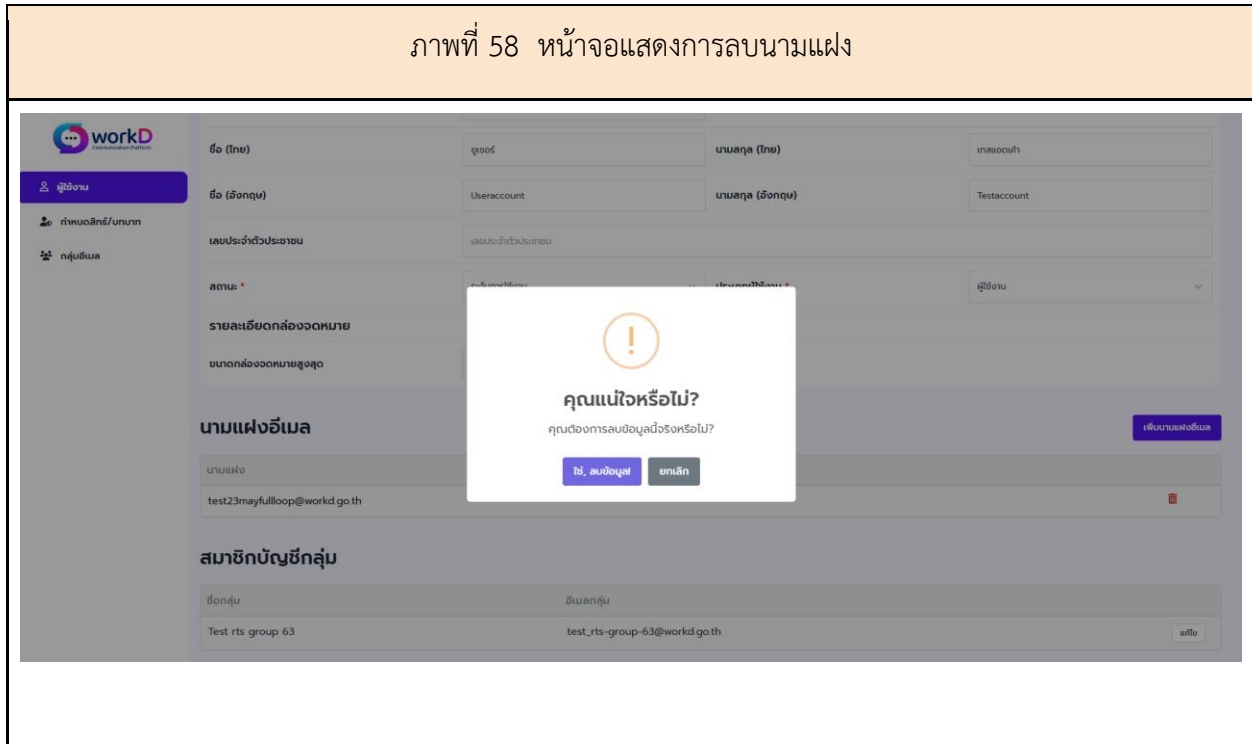 ภาพที่ 58 หน้าจอแสดงการลบนามแฝง
workD
Communication Platform
ผู้ใช้งาน
กำหนดสิทธิ์/บทบาท
กลุ่มอีเมล
ชื่อ (ไทย) ยูเซอร์ นามสกุล (ไทย)
ชื่อ (อังกฤษ) Useraccount นามสกุล (อังกฤษ) Testaccount
เลขประจำตัวประชาชน เลขประจำตัวประชาชน
สถานะ * ประเภทผู้ใช้งาน * ผู้ใช้งาน
รายละเอียดกล่องจดหมาย
ขนาดกล่องจดหมายสูงสุด
!
คุณแน่ใจหรือไม่?
คุณต้องการลบข้อมูลนี้จริงหรือไม่?
ใช่, ลบข้อมูล! ยกเลิก
นามแฝงอีเมล เพิ่มนามแฝงอีเมล
นามแฝง
test23mayfullloop@workd.go.th
สมาชิกบัญชีกลุ่ม
ชื่อกลุ่ม อีเมลกลุ่ม
Test rts group 63 test_rts-group-63@workd.go.th แก้ไข